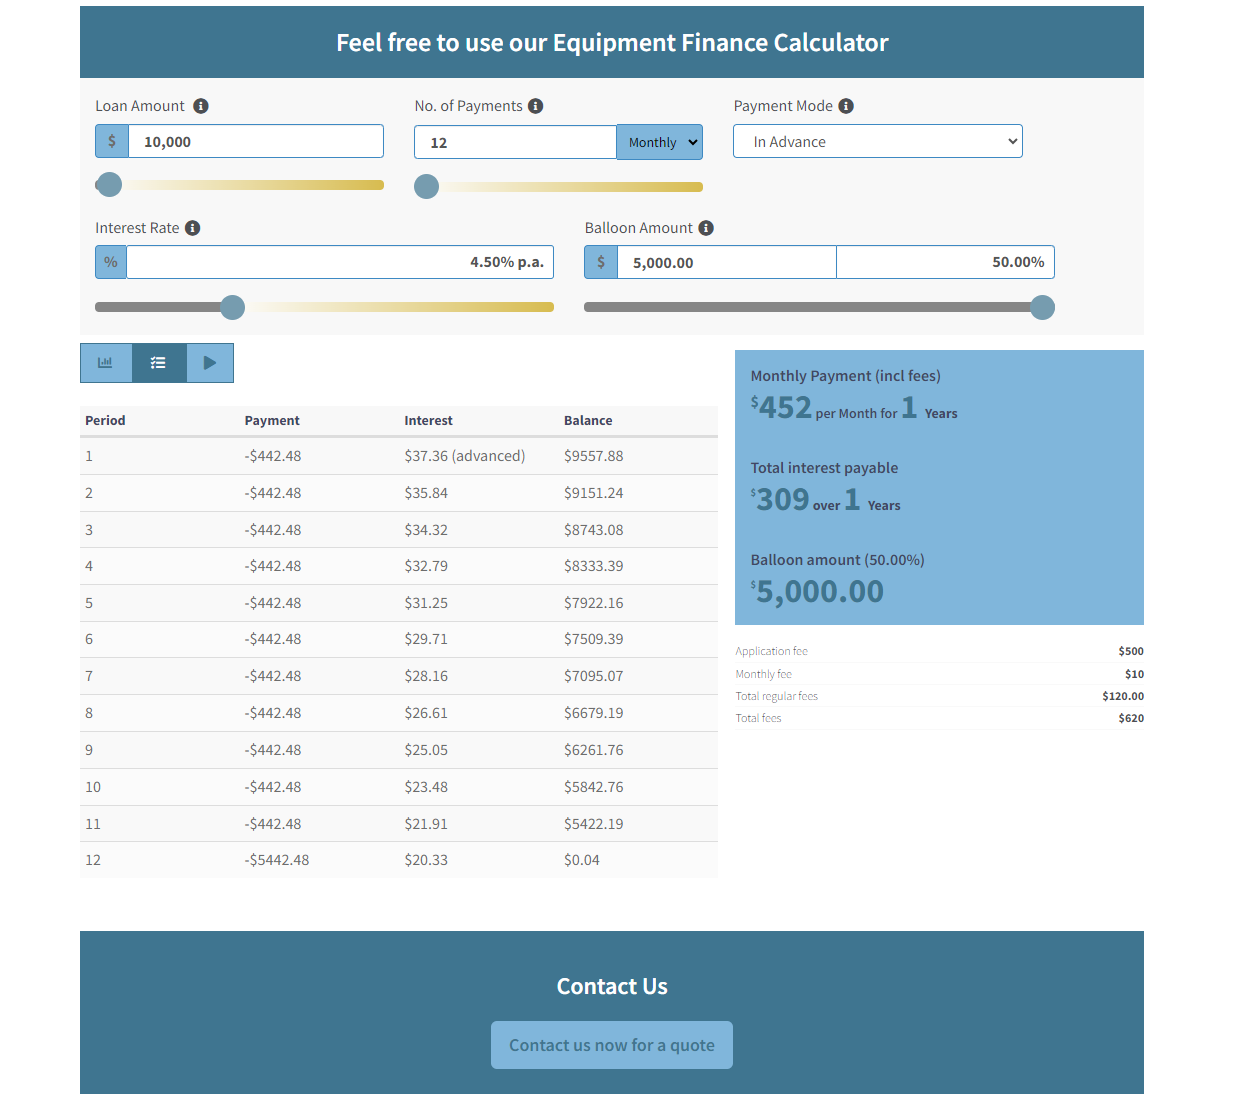 Feel free to use our Equipment Finance Calculator
Loan Amount
No. of Payments
Payment Mode
$ 10,000
12 Monthly
In Advance
Interest Rate
Balloon Amount
% 4.50% p.a.
$ 5,000.00 50.00%
Monthly Payment (incl fees)
$452 per Month for 1 Years
Total interest payable
$309 over 1 Years
Balloon amount (50.00%)
$5,000.00
Application fee $500
Monthly fee $10
Total regular fees $120.00
Total fees $620
Period Payment Interest Balance
1 -$442.48 $37.36 (advanced) $9557.88
2 -$442.48 $35.84 $9151.24
3 -$442.48 $34.32 $8743.08
4 -$442.48 $32.79 $8333.39
5 -$442.48 $31.25 $7922.16
6 -$442.48 $29.71 $7509.39
7 -$442.48 $28.16 $7095.07
8 -$442.48 $26.61 $6679.19
9 -$442.48 $25.05 $6261.76
10 -$442.48 $23.48 $5842.76
11 -$442.48 $21.91 $5422.19
12 -$5442.48 $20.33 $0.04
Contact Us
Contact us now for a quote